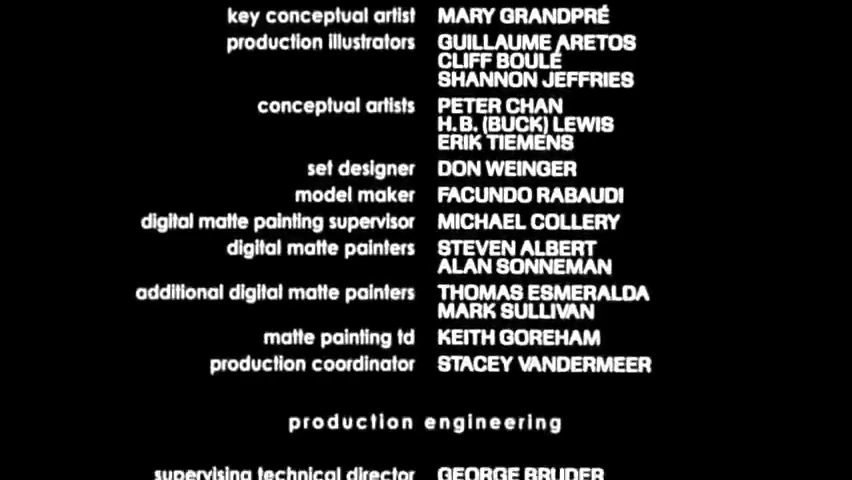 key conceptual artist MARY GRANDPRÉ
production illustrators GUILLAUME ARETOS
CLIFF BOULÉ
SHANNON JEFFRIES
conceptual artists PETER CHAN
H.B. (BUCK) LEWIS
ERIK TIEMENS
set designer DON WEINGER
model maker FACUNDO RABAUDI
digital matte painting supervisor MICHAEL COLLERY
digital matte painters STEVEN ALBERT
ALAN SONNEMAN
additional digital matte painters THOMAS ESMERALDA
MARK SULLIVAN
matte painting td KEITH GOREHAM
production coordinator STACEY VANDERMEER
production engineering
supervising technical director GEORGE BRUDER